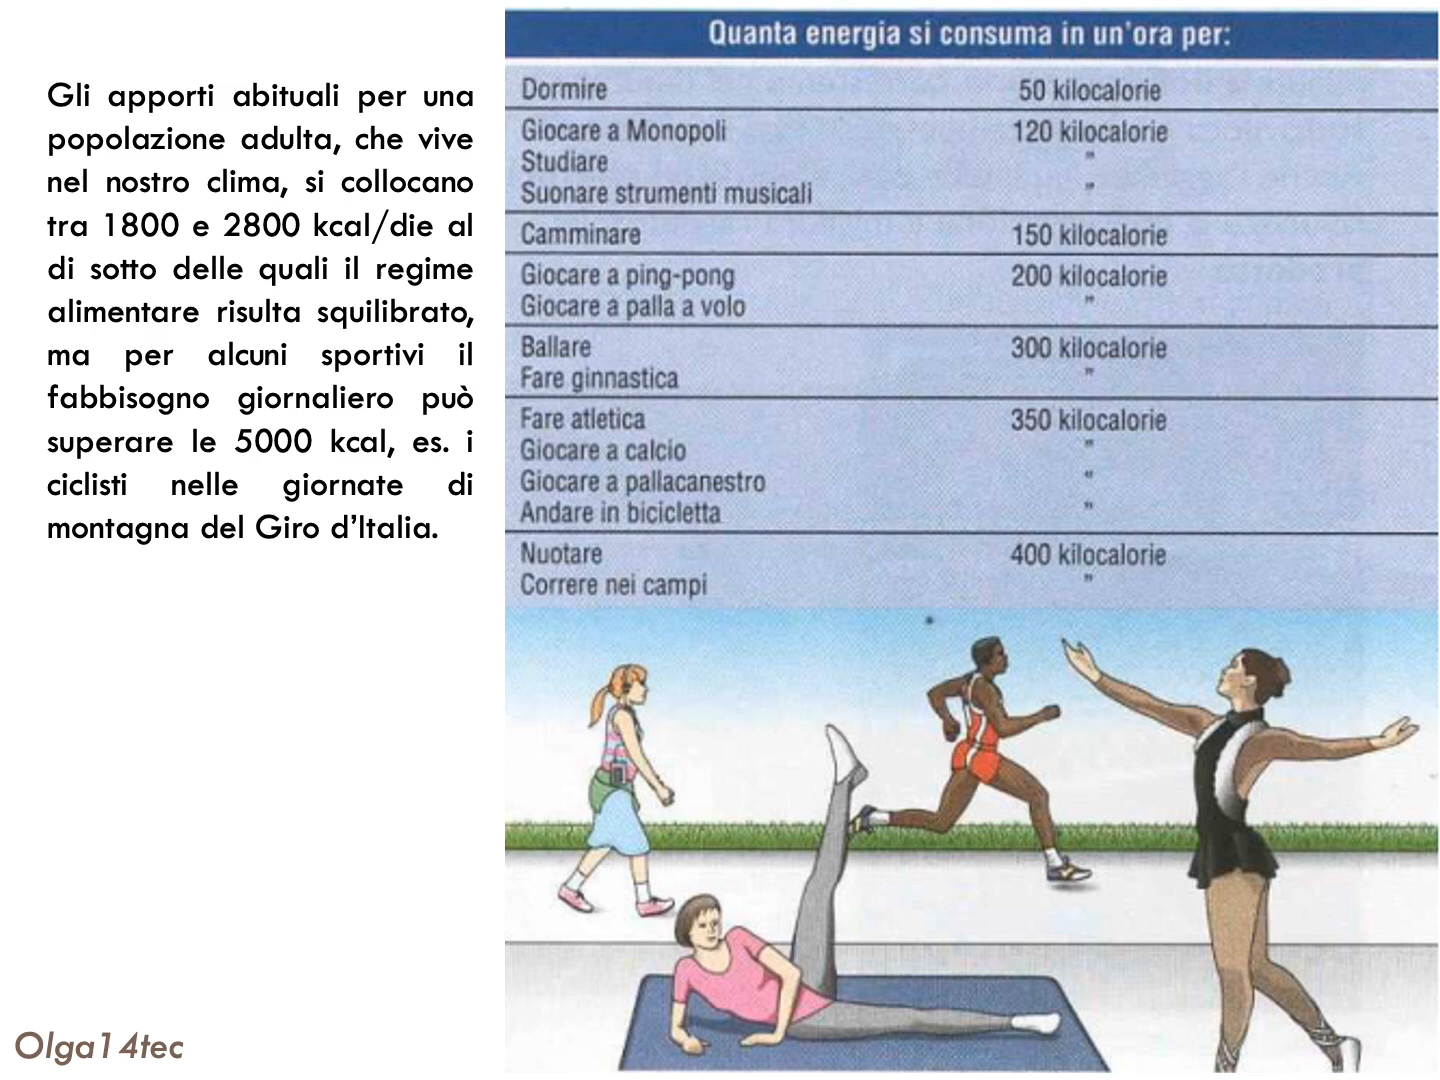 Gli apporti abituali per una
popolazione adulta, che vive
nel nostro clima, si collocano
tra 1800 e 2800 kcal/die al
di sotto delle quali il regime
alimentare risulta squilibrato,
ma per alcuni sportivi il
fabbisogno giornaliero può
superare le 5000 kcal, es. i
ciclisti nelle giornate di
montagna del Giro d'Italia.
Olga14tec
Quanta energia si consuma in un'ora per:
Dormire 50 kilocalorie
Giocare a Monopoli 120 kilocalorie
Studiare "
Suonare strumenti musicali "
Camminare 150 kilocalorie
Giocare a ping-pong 200 kilocalorie
Giocare a palla a volo "
Ballare 300 kilocalorie
Fare ginnastica "
Fare atletica 350 kilocalorie
Giocare a calcio "
Giocare a pallacanestro "
Andare in bicicletta "
Nuotare 400 kilocalorie
Correre nei campi "